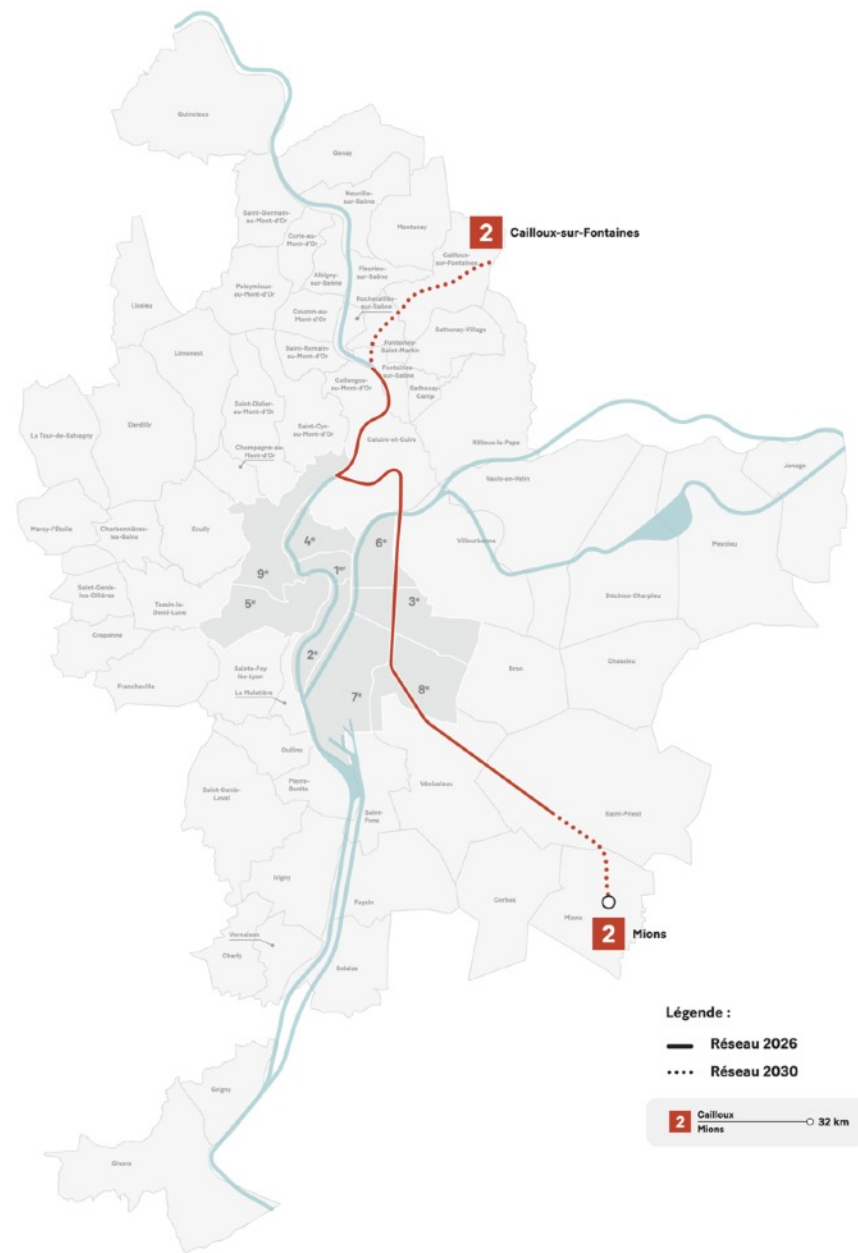 Quincieux
Genay
Neuville-
sur-Saône
Montanay
Saint-Germain-
au-Mont-d'Or
Curis-au-
Mont-d'Or
2
Cailloux-sur-Fontaines
Cailloux-
sur-Fontaines
Albigny-
sur-Saône
Fleurieu-
sur-Saône
Poleymieux-
au-Mont-d'Or
Rochetaillée-
sur-Saône
Lissieu
Couzon-au-
Mont-d'Or
Sathonay-Village
Limonest
Saint-Romain-
au-Mont-d'Or
Fontaines-
Saint-Martin
Fontaines-
sur-Saône
Collonges-
au-Mont-d'Or
Sathonay-
Camp
Saint-Didier-
au-Mont-d'Or
La Tour-de-Salvagny
Dardilly
Saint-Cyr-
au-Mont-d'Or
Caluire-et-Cuire
Rillieux-la-Pape
Champagne-au-
Mont-d'Or
Jonage
Vaulx-en-Velin
Marcy-l'Étoile
Charbonnières-
les-Bains
Écully
Villeurbanne
Meyzieu
4e
6e
1er
9e
Saint-Genis-
les-Ollières
Tassin-la-
Demi-Lune
5e
3e
Décines-Charpieu
Craponne
2e
Sainte-Foy
lès-Lyon
Bron
Chassieu
Francheville
La Mulatière
7e
8e
Oullins
Pierre-
Bénite
Saint-Genis-
Laval
Vénissieux
Saint-
Fons
Saint-Priest
Irigny
Feyzin
Corbas
Mions
2
Mions
Vernaison
Charly
Solaize
Légende :
Réseau 2026
Réseau 2030
Grigny
2
Cailloux
Mions
32 km
Givors